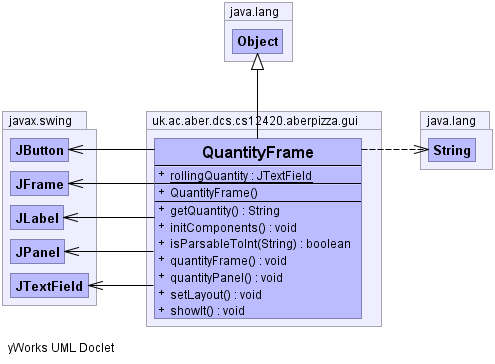 java.lang
Object
javax.swing
JButton
JFrame
JLabel
JPanel
JTextField
uk.ac.aber.dcs.cs12420.aberpizza.gui
QuantityFrame
+ rollingQuantity : JTextField
+ QuantityFrame()
+ getQuantity() : String
+ initComponents() : void
+ isParsableToInt(String) : boolean
+ quantityFrame() : void
+ quantityPanel() : void
+ setLayout() : void
+ showIt() : void
java.lang
String
yWorks UML Doclet